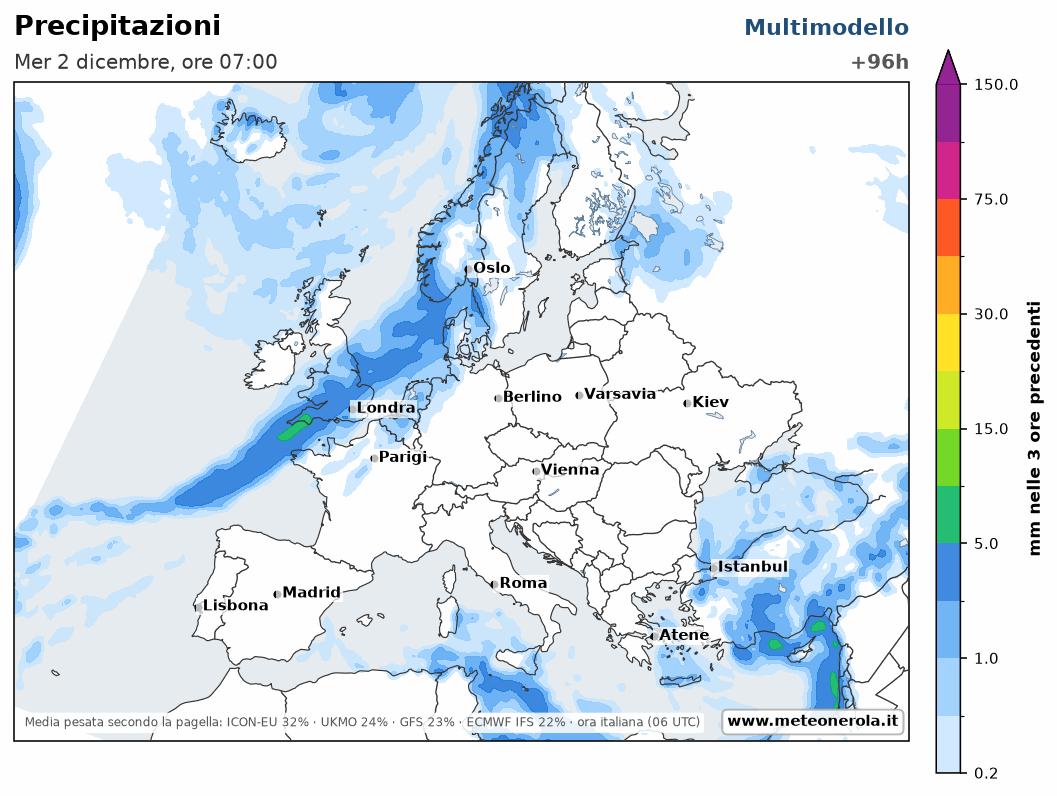 Precipitazioni
Multimodello
Mer 2 dicembre, ore 07:00
+96h
150.0
75.0
30.0
15.0
5.0
1.0
0.2
mm nelle 3 ore precedenti
Oslo
Londra
Berlino
Varsavia
Kiev
Parigi
Vienna
Istanbul
Roma
Madrid
Lisbona
Atene
Media pesata secondo la pagella: ICON-EU 32% · UKMO 24% · GFS 23% · ECMWF IFS 22% · ora italiana (06 UTC)
www.meteonerola.it